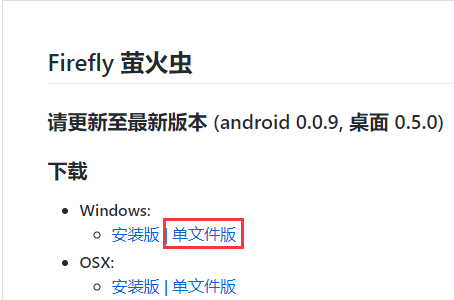 Firefly 萤火虫
请更新至最新版本 (android 0.0.9, 桌面 0.5.0)
下载
Windows:
安装版 | 单文件版
OSX:
安装版 | 单文件版